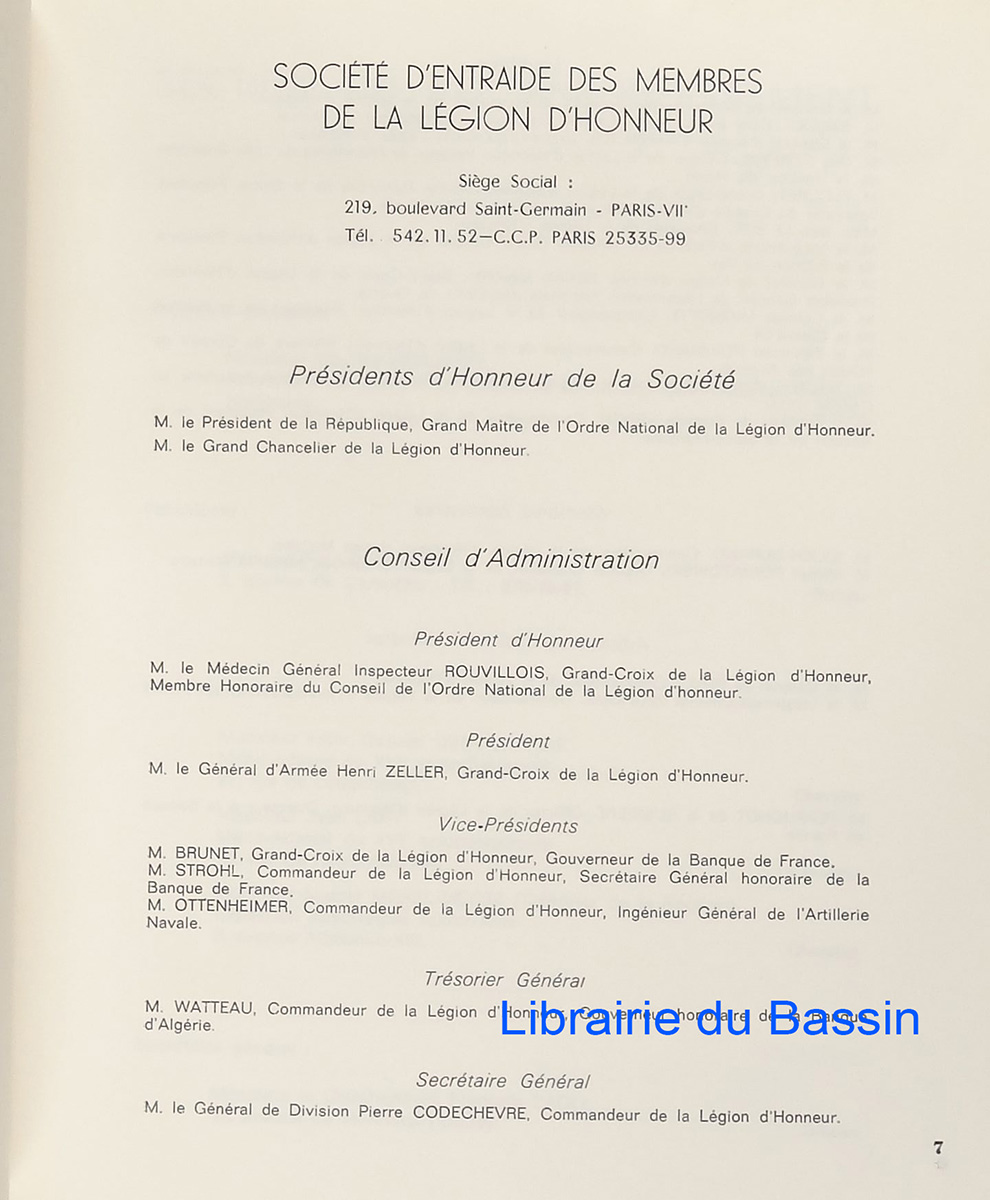 SOCIÉTÉ D'ENTRAIDE DES MEMBRES
DE LA LÉGION D'HONNEUR
Siège Social :
219, boulevard Saint-Germain - PARIS-VIIe
Tél. 542.11.52—C.C.P. PARIS 25335-99
Présidents d'Honneur de la Société
M. le Président de la République, Grand Maître de l'Ordre National de la Légion d'Honneur.
M. le Grand Chancelier de la Légion d'Honneur.
Conseil d'Administration
Président d'Honneur
M. le Médecin Général Inspecteur ROUVILLOIS, Grand-Croix de la Légion d'Honneur,
Membre Honoraire du Conseil de l'Ordre National de la Légion d'honneur.
Président
M. le Général d'Armée Henri ZELLER, Grand-Croix de la Légion d'Honneur.
Vice-Présidents
M. BRUNET, Grand-Croix de la Légion d'Honneur, Gouverneur de la Banque de France.
M. STROHL, Commandeur de la Légion d'Honneur, Secrétaire Général honoraire de la
Banque de France.
M. OTTENHEIMER, Commandeur de la Légion d'Honneur, Ingénieur Général de l'Artillerie
Navale.
Trésorier Général
M. WATTEAU, Commandeur de la Légion d'Honneur, Gouverneur honoraire de la Banque
d'Algérie.
Librairie du Bassin
Secrétaire Général
M. le Général de Division Pierre CODECHEVRE, Commandeur de la Légion d'Honneur.
7